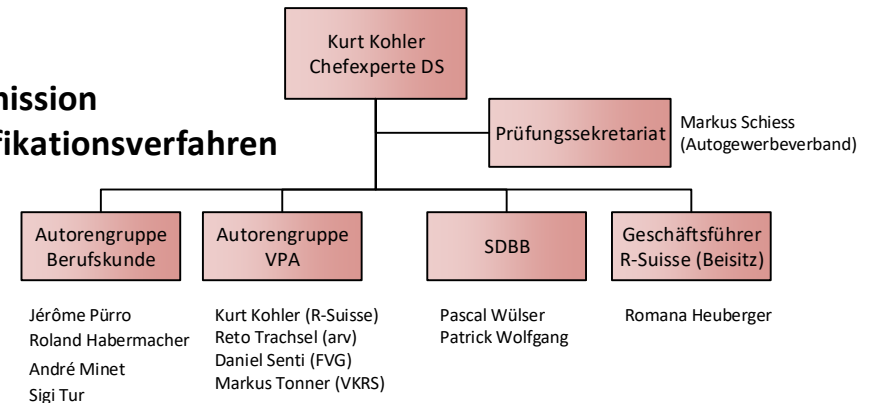 Kurt Kohler
Chefexperte DS
mission
fikationsverfahren
Prüfungssekretariat
Markus Schiess
(Autogewerbeverband)
Autorengruppe
Berufskunde
Autorengruppe
VPA
SDBB
Geschäftsführer
R-Suisse (Beisitz)
Jérôme Pürro
Roland Habermacher
André Minet
Sigi Tur
Kurt Kohler (R-Suisse)
Reto Trachsel (arv)
Daniel Senti (FVG)
Markus Tonner (VKRS)
Pascal Wülser
Patrick Wolfgang
Romana Heuberger